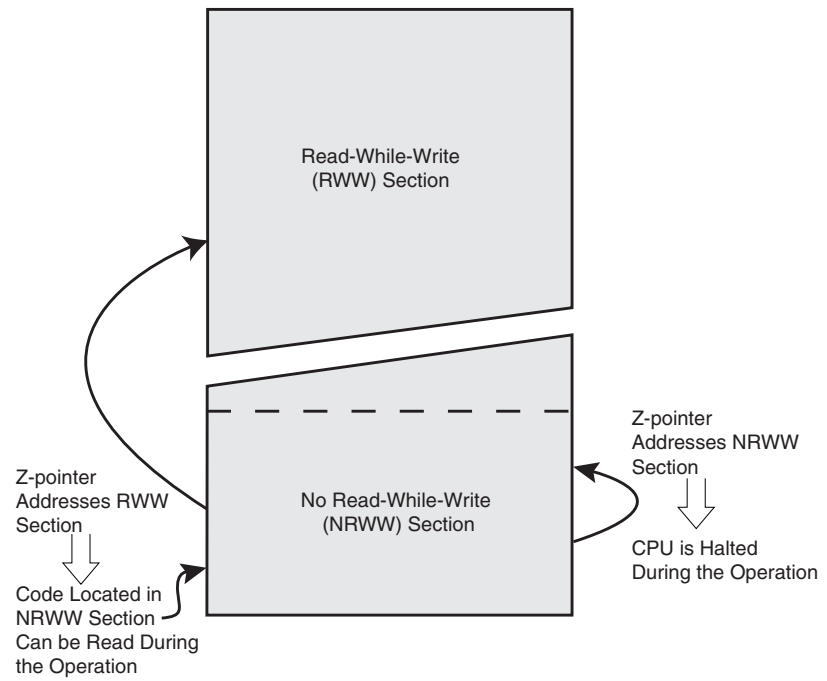 Read-While-Write
(RWW) Section
Z-pointer
Addresses NRWW
Section
Z-pointer
Addresses RWW
Section
No Read-While-Write
(NRWW) Section
CPU is Halted
During the Operation
Code Located in
NRWW Section
Can be Read During
the Operation